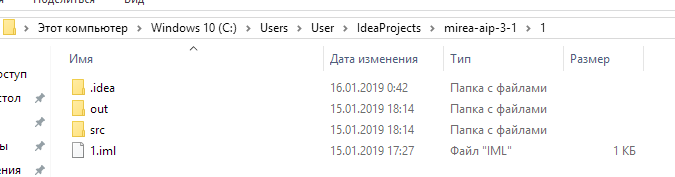 Поделиться Вид
Этот компьютер > Windows 10 (C:) > Users > User > IdeaProjects > mirea-aip-3-1 > 1
Имя Дата изменения Тип Размер
.idea 16.01.2019 0:42 Папка с файлами
out 15.01.2019 18:14 Папка с файлами
src 15.01.2019 18:14 Папка с файлами
1.iml 15.01.2019 17:27 Файл "IML" 1 КБ
оступ
стол
ы
ения